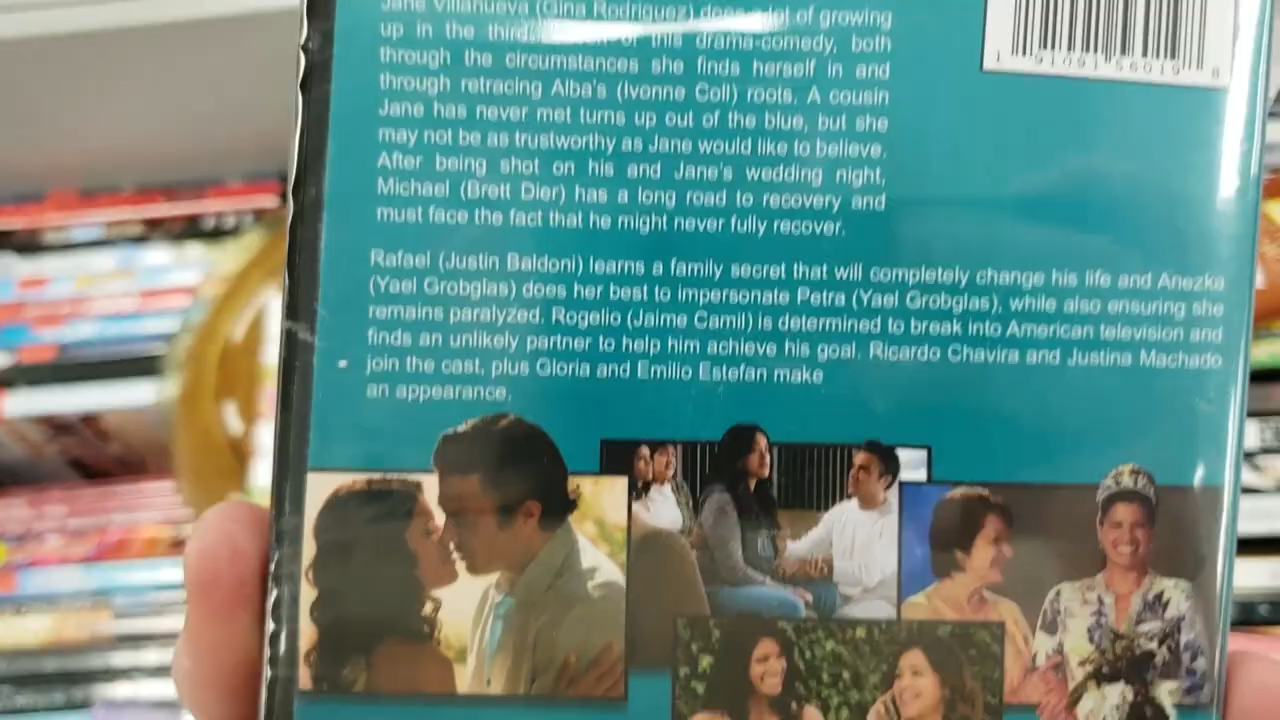 Jane Villanueva (Gina Rodriguez) does a lot of growing
up in the third of this drama-comedy, both
through the circumstances she finds herself in and
through retracing Alba's (Ivonne Coll) roots. A cousin
Jane has never met turns up out of the blue, but she
may not be as trustworthy as Jane would like to believe.
After being shot on his and Jane's wedding night,
Michael (Brett Dier) has a long road to recovery and
must face the fact that he might never fully recover.
Rafael (Justin Baldoni) learns a family secret that will completely change his life and Anezka
(Yael Grobglas) does her best to impersonate Petra (Yael Grobglas), while also ensuring she
remains paralyzed. Rogelio (Jaime Camil) is determined to break into American television and
finds an unlikely partner to help him achieve his goal. Ricardo Chavira and Justina Machado
join the cast, plus Gloria and Emilio Estefan make
an appearance.
1 91091 56019 8